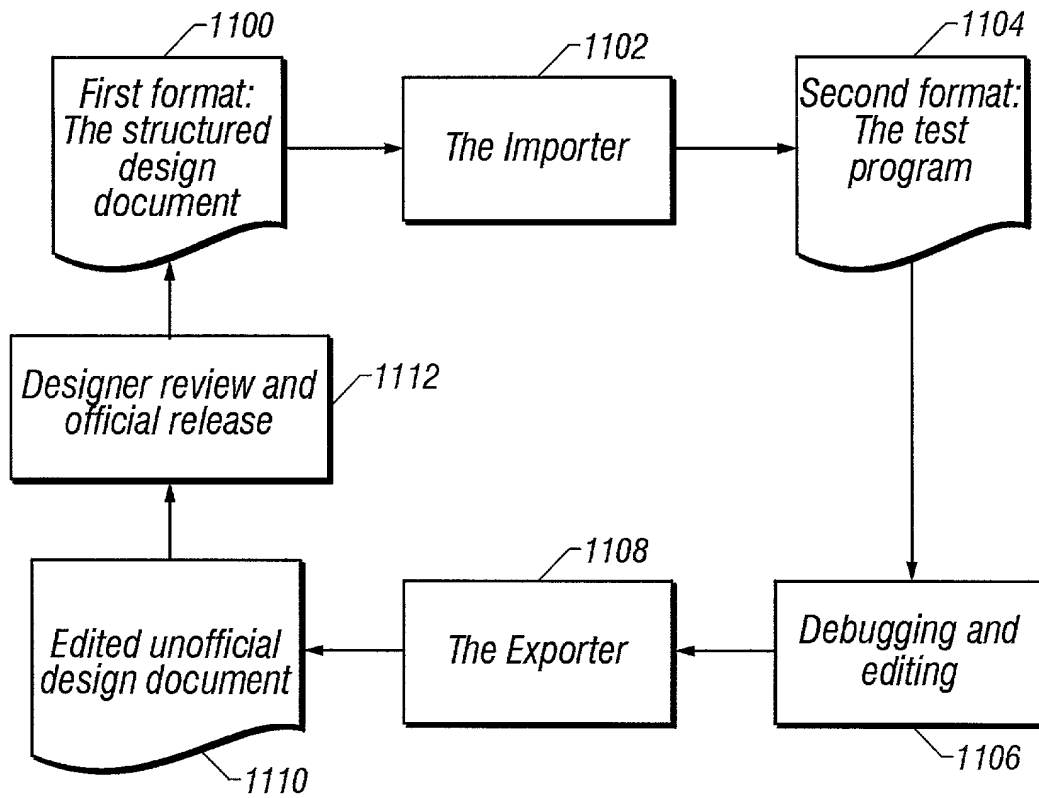 1100
First format:
The structured
design
document
1102
The Importer
1104
Second format:
The test
program
Designer review and
official release
1112
Edited unofficial
design document
1110
1108
The Exporter
Debugging and
editing
1106